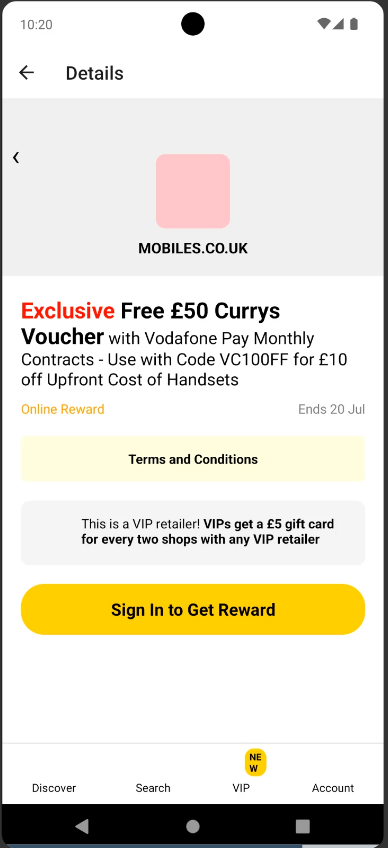 10:20
Details
MOBILES.CO.UK
Exclusive Free £50 Currys
Voucher with Vodafone Pay Monthly
Contracts - Use with Code VC100FF for £10
off Upfront Cost of Handsets
Online Reward
Ends 20 Jul
Terms and Conditions
This is a VIP retailer! VIPs get a £5 gift card
for every two shops with any VIP retailer
Sign In to Get Reward
NE
W
Discover
Search
VIP
Account